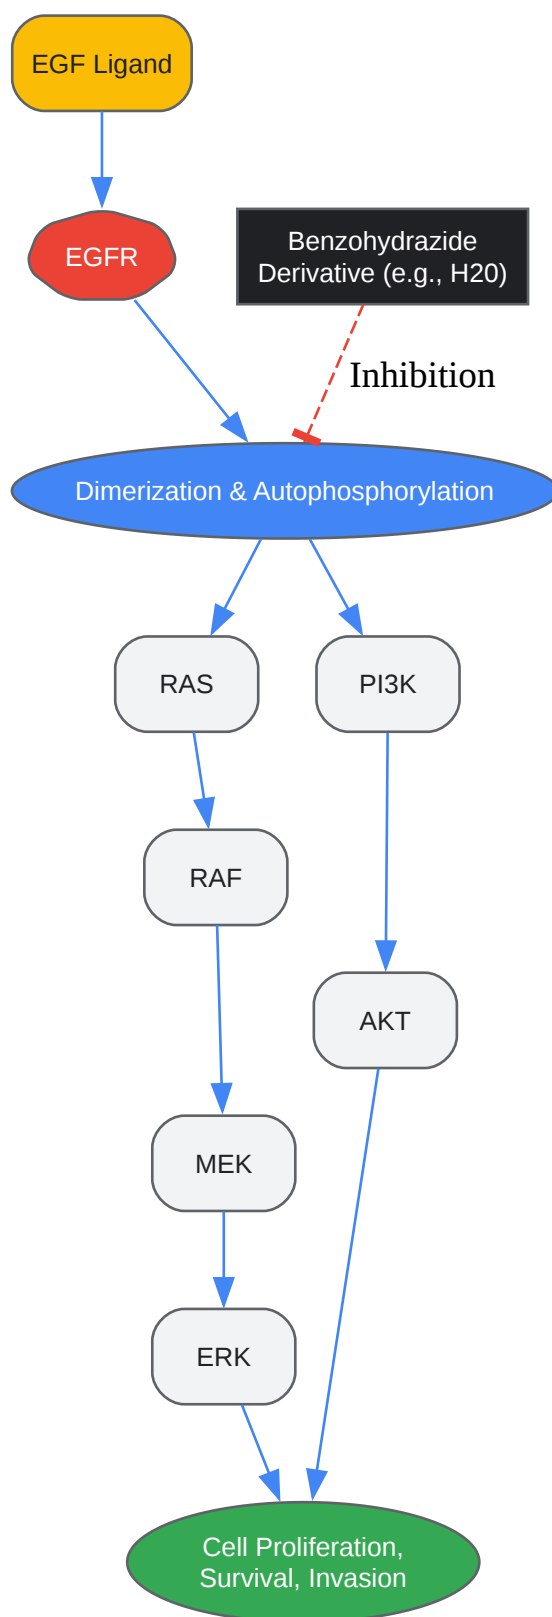 EGF Ligand
EGFR
Benzohydrazide
Derivative (e.g., H20)
Inhibition
Dimerization & Autophosphorylation
RAS
PI3K
RAF
AKT
MEK
ERK
Cell Proliferation,
Survival, Invasion